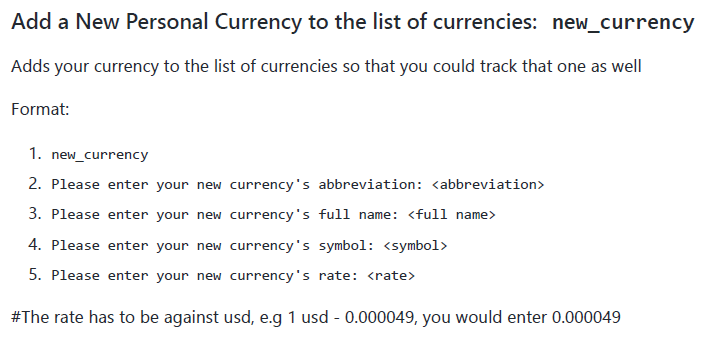 Add a New Personal Currency to the list of currencies: new_currency
Adds your currency to the list of currencies so that you could track that one as well
Format:
1. new_currency
2. Please enter your new currency's abbreviation: <abbreviation>
3. Please enter your new currency's full name: <full name>
4. Please enter your new currency's symbol: <symbol>
5. Please enter your new currency's rate: <rate>
#The rate has to be against usd, e.g 1 usd - 0.000049, you would enter 0.000049